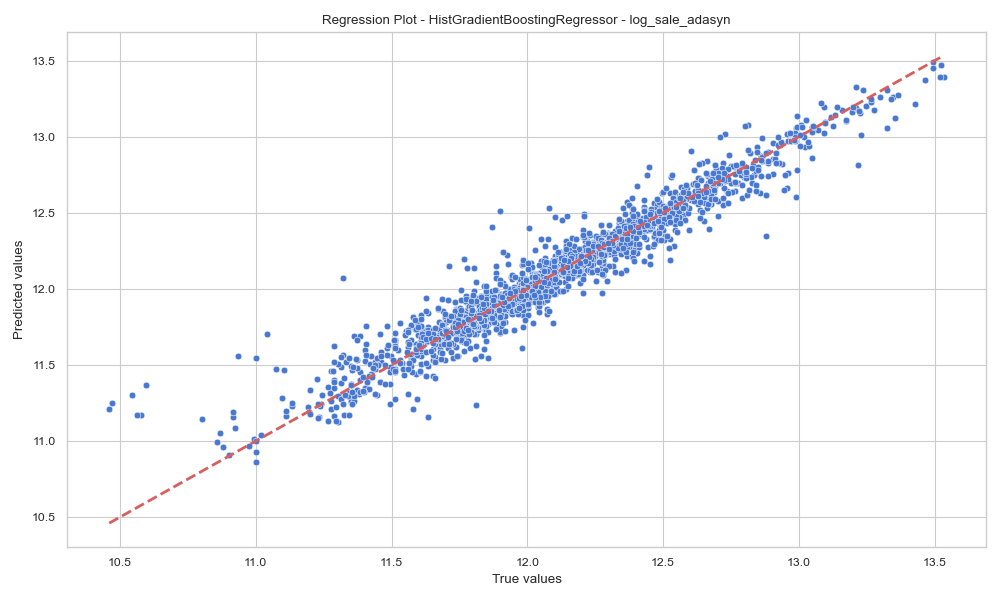 Regression Plot - HistGradientBoostingRegressor - log_sale_adasyn
Predicted values
13.5
13.0
12.5
12.0
11.5
11.0
10.5
10.5 11.0 11.5 12.0 12.5 13.0 13.5
True values